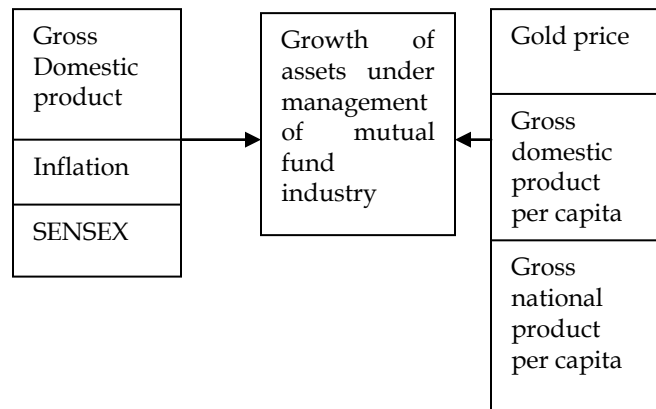 Gross
Domestic
product
Inflation
SENSEX
Growth of
assets under
management
of mutual
fund
industry
Gold price
Gross
domestic
product
per capita
Gross
national
product
per capita